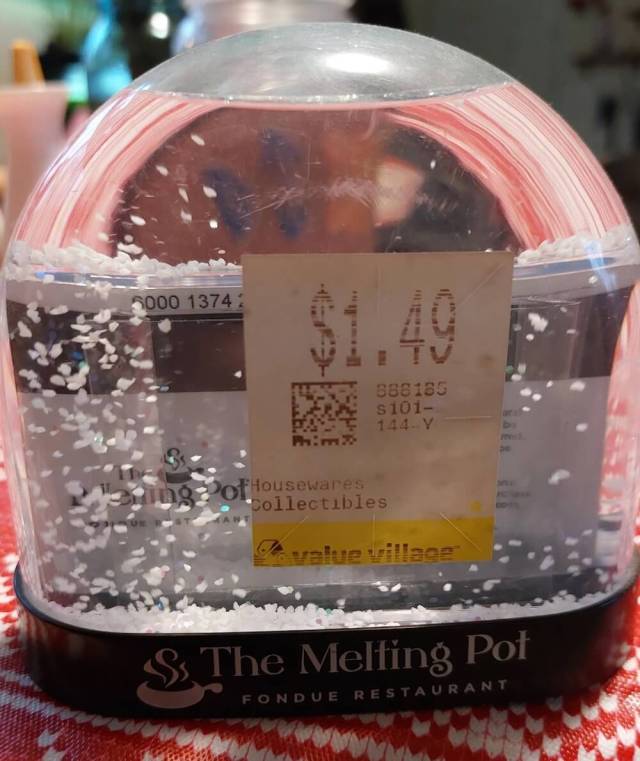 6000 1374 2
$1.49
888185
s101-
144-Y
Housewares
Collectibles
value village
The
Melting Pot
FONDUE RESTAURANT
The Melting Pot
FONDUE RESTAURANT